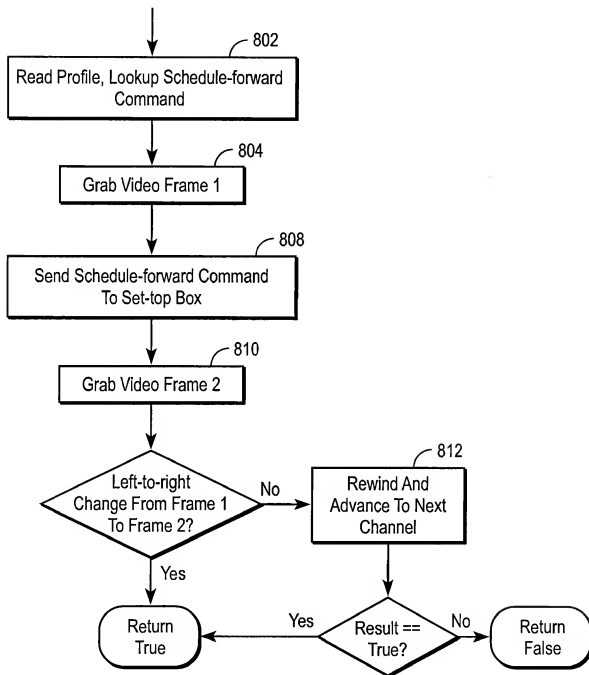 802
Read Profile, Lookup Schedule-forward
Command
804
Grab Video Frame 1
808
Send Schedule-forward Command
To Set-top Box
810
Grab Video Frame 2
Left-to-right
Change From Frame 1
To Frame 2?
No
812
Rewind And
Advance To Next
Channel
Yes
Return
True
Yes
Result ==
True?
No
Return
False